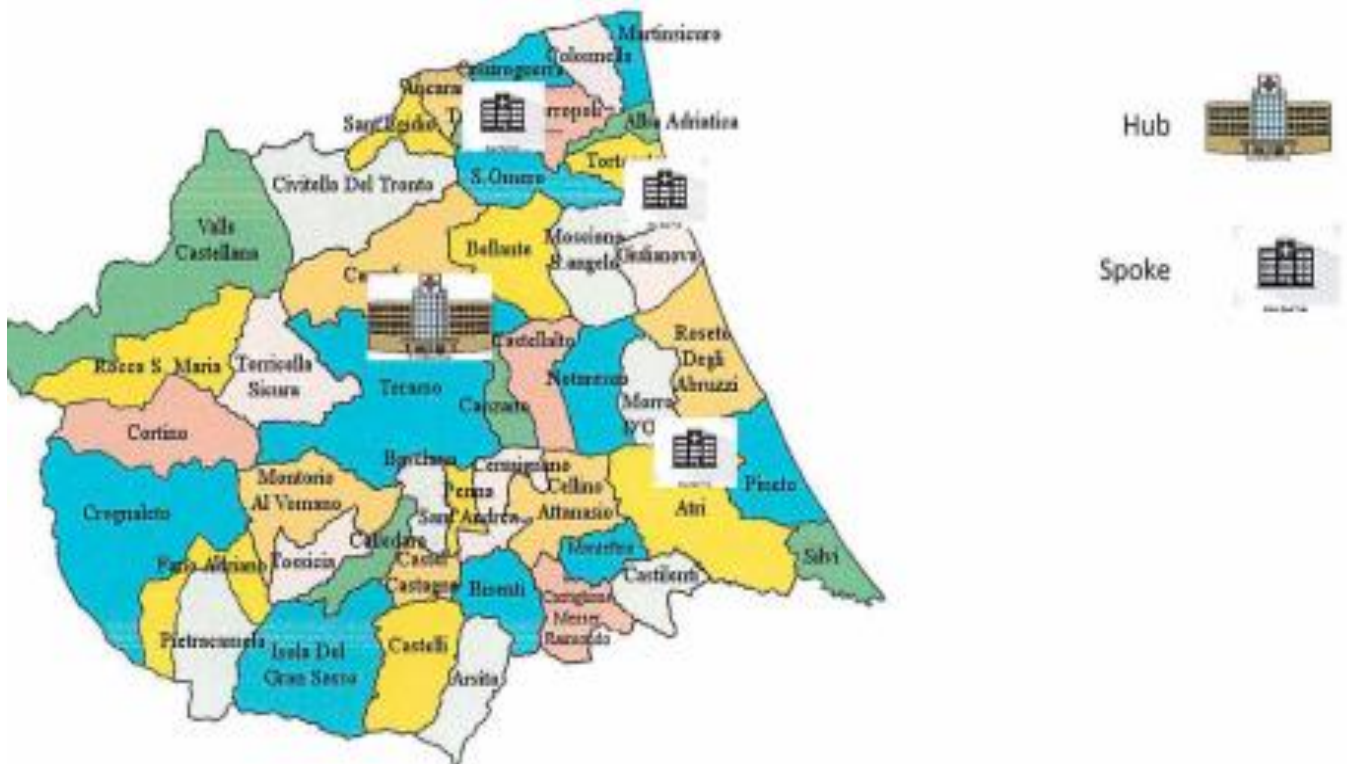 Martinsicuro
Colonnella
Controguerra
Ancara
rropoli
Sant'Egidio
Alba Adriatica
Civitella Del Tronto
S.Omero
Valle
Castellana
Bellante
Mosciano
S.angelo
Giulianova
Hub
Spoke
Rocca S. Maria
Torricella
Sicura
Teramo
Castellalto
Canzano
Notaresco
Roseto
Degli
Abruzzi
Morro
D'O
Cortino
Crognaleto
Montorio
Al Vomano
Basciano
Penna
Sant'Andrea
Cermignano
Cellino
Attanasio
Atri
Pineto
Silvi
Fano Adriano
Tossicia
Colledara
Castel
Castagna
Bisenti
Montefino
Castilenti
Castiglione
Messer
Raimondo
Pietracamela
Isola Del
Gran Sasso
Castelli
Arsita